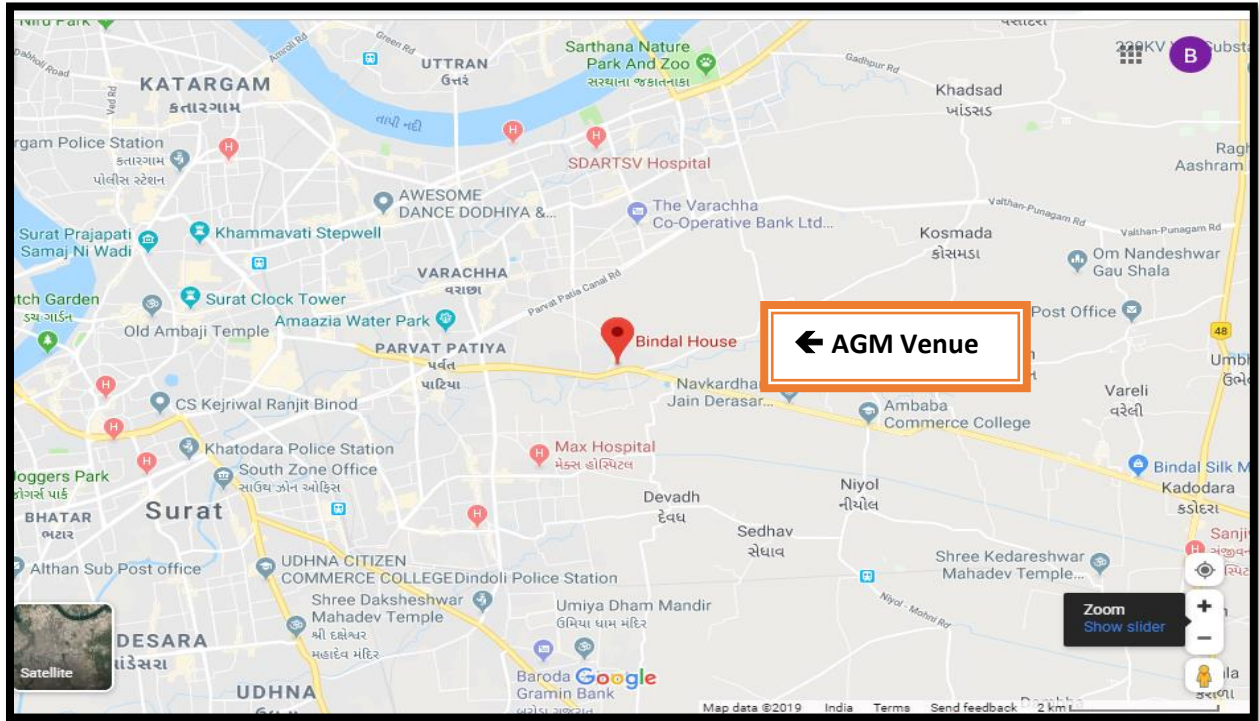 Niru Park
Dabholi Road
Amroli Rd
Green Rd
UTTRAN
ઉત્તરં
Sarthana Nature
Park And Zoo
સરથાના જકાતનાકા
Gadhpur Rd
B
KATARGAM
કતારગામ
Ved Rd
Khadsad
ખાંડસડ
તાપી નદી
rgam Police Station
કતારગામ
પોલીસ સ્ટેશન
SDARTSV Hospital
Aashram
AWESOME
DANCE DODHIYA &...
The Varachha
Co-Operative Bank Ltd...
Valthan-Punagam Rd
Valthan-Punagam Rd
Surat Prajapati
Samaj Ni Wadi
Khammavati Stepwell
Kosmada
કોસમડા
Om Nandeshwar
Gau Shala
VARACHHA
વરાછા
Parvat Patia Canal Rd
tch Garden
ડચ ગાર્ડન
Surat Clock Tower
Old Ambaji Temple
Amaazia Water Park
Post Office
PARVAT PATIYA
પર્વત
પાટિયા
Bindal House
🡸 AGM Venue
48
Navkardha
Jain Derasar...
Vareli
વરેલી
CS Kejriwal Ranjit Binod
Ambaba
Commerce College
Khatodara Police Station
South Zone Office
સાઉથ ઝોન ઓફિસ
Max Hospital
મેક્સ હોસ્પિટલ
Joggers Park
જોગર્સ પાર્ક
Bindal Silk M
Kadodara
કડોદરા
BHATAR
ભટાર
Surat
Devadh
દેવધ
Niyol
નીયોલ
Sedhav
સેધાવ
Althan Sub Post office
UDHNA CITIZEN
COMMERCE COLLEGE
Dindoli Police Station
Shree Kedareshwar
Mahadev Temple...
Shree Daksheshwar
Mahadev Temple
શ્રી દક્ષેશ્વર
મહાદેવ મંદિર
Umiya Dham Mandir
ઉમિયા ધામ મંદિર
Niyol - Mohni Rd
Zoom
Show slider
Satellite
DESARA
UDHNA
Baroda
Gramin Bank
Google
Map data ©2019 India Terms Send feedback 2 km